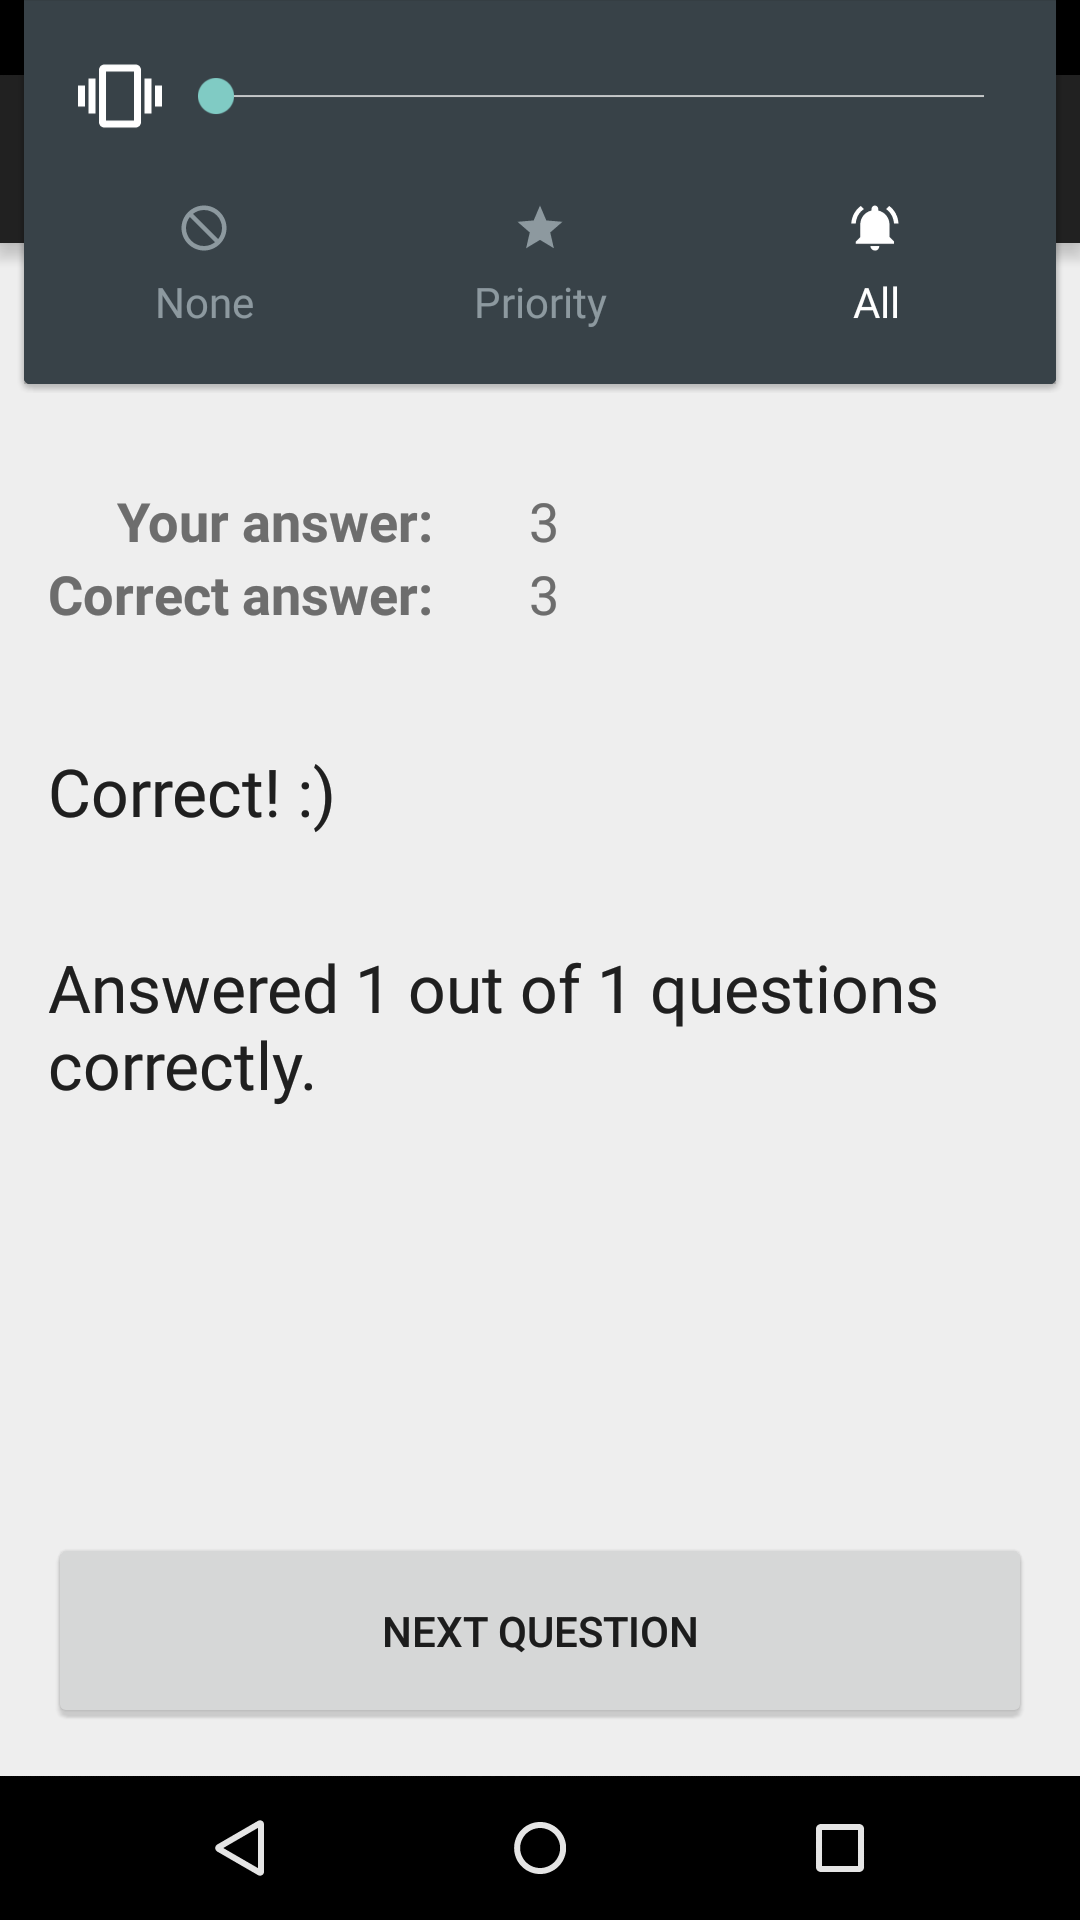 None Priority All
Your answer: 3
Correct answer: 3
Correct! :)
Answered 1 out of 1 questions
correctly.
NEXT QUESTION